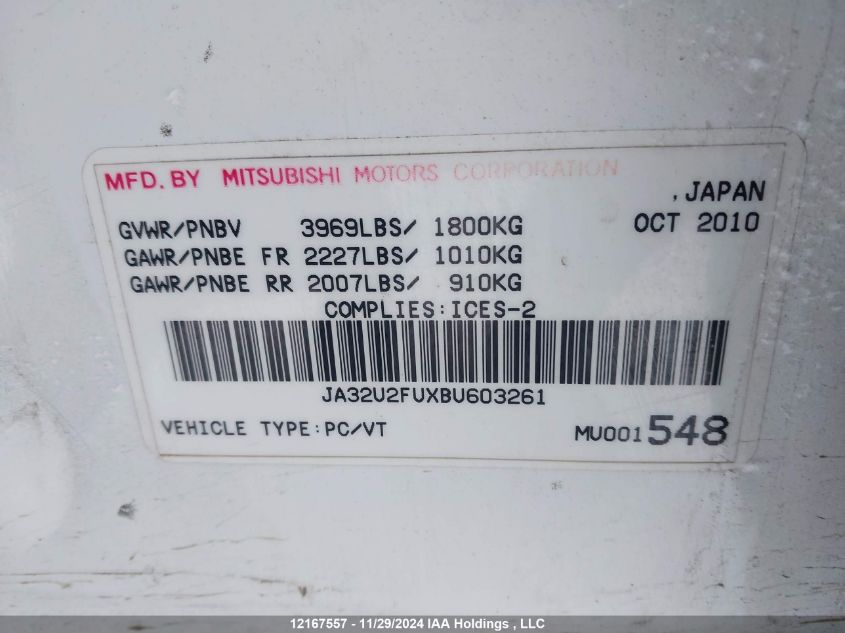 MFD. BY MITSUBISHI MOTORS CORPORATION
, JAPAN
GVWR/PNBV 3969LBS/ 1800KG OCT 2010
GAWR/PNBE FR 2227LBS/ 1010KG
GAWR/PNBE RR 2007LBS/ 910KG
COMPLIES:ICES-2
JA32U2FUXBU603261
VEHICLE TYPE:PC/VT MU001548
12167557 - 11/29/2024 IAA Holdings , LLC